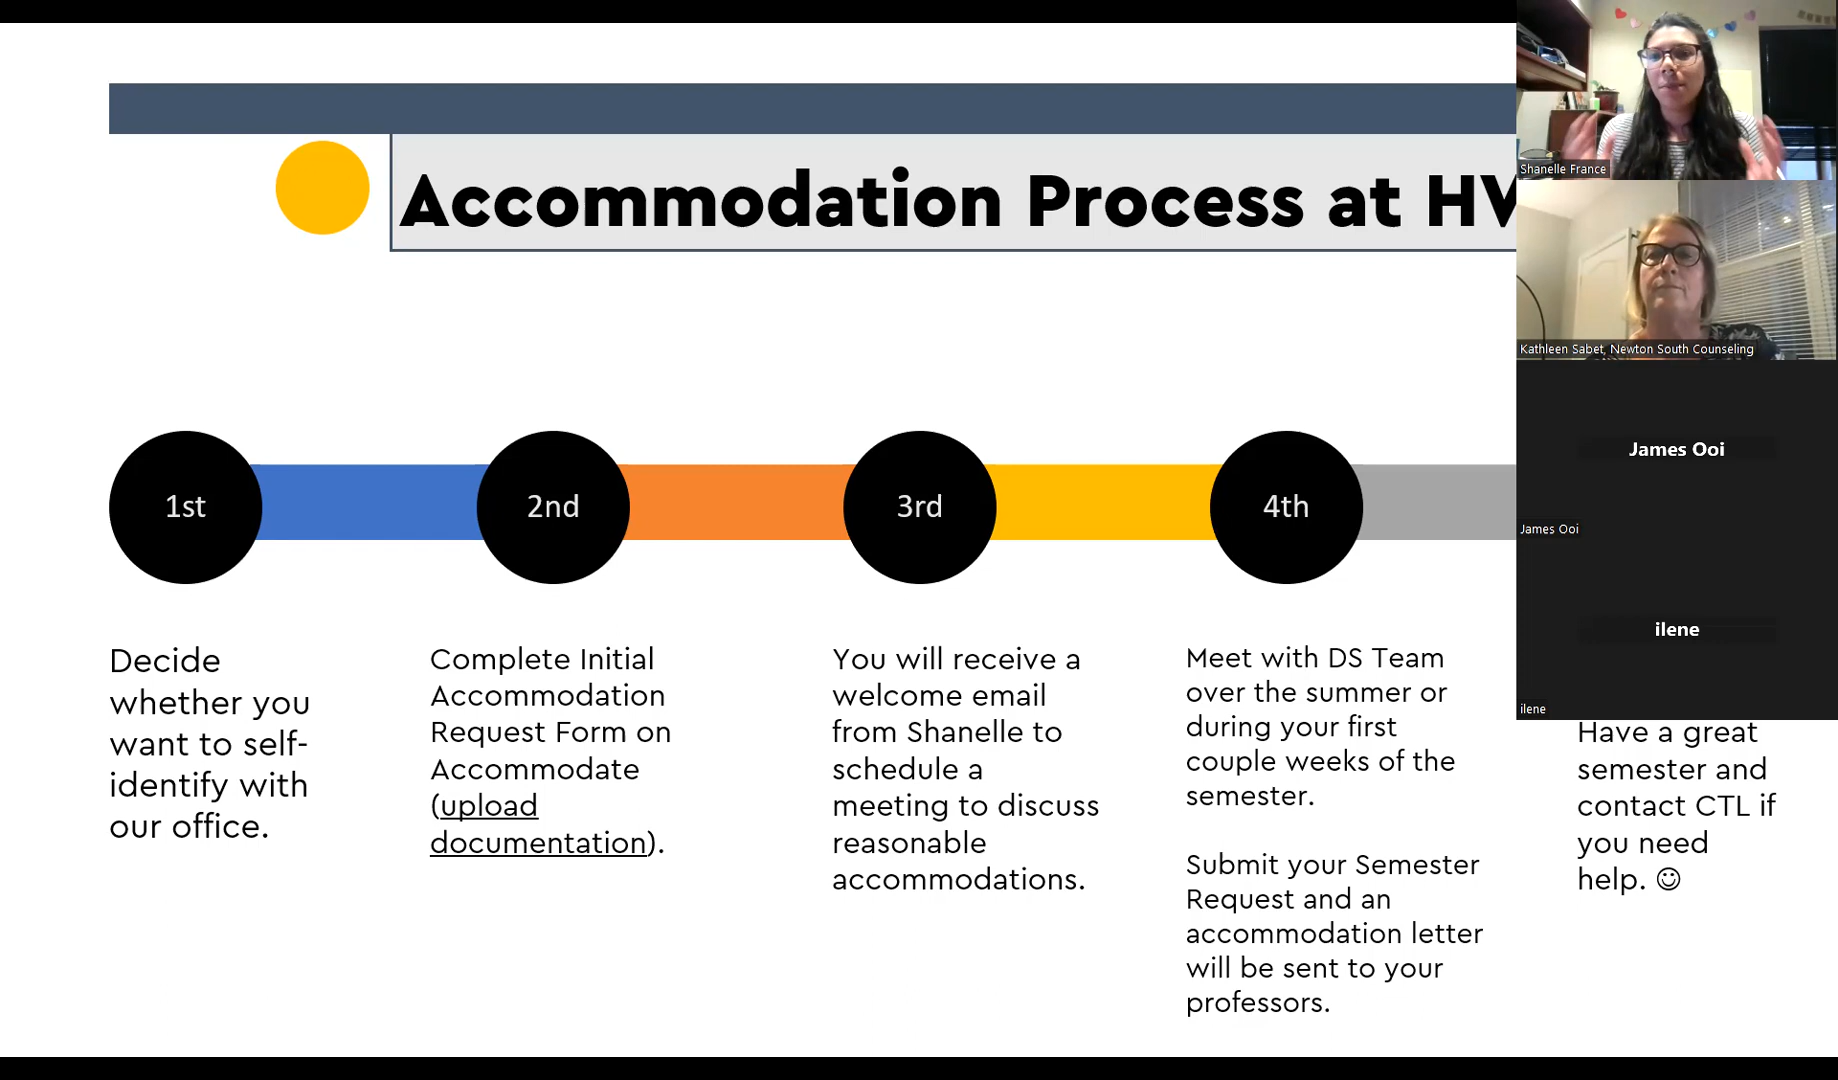 Accommodation Process at HV
1st
2nd
3rd
4th
Decide
whether you
want to self-
identify with
our office.
Complete Initial
Accommodation
Request Form on
Accommodate
(upload
documentation).
You will receive a
welcome email
from Shanelle to
schedule a
meeting to discuss
reasonable
accommodations.
Meet with DS Team
over the summer or
during your first
couple weeks of the
semester.
Submit your Semester
Request and an
accommodation letter
will be sent to your
professors.
Have a great
semester and
contact CTL if
you need
help. ☺
Shanelle France
Kathleen Sabet, Newton South Counseling
James Ooi
James Ooi
ilene
ilene